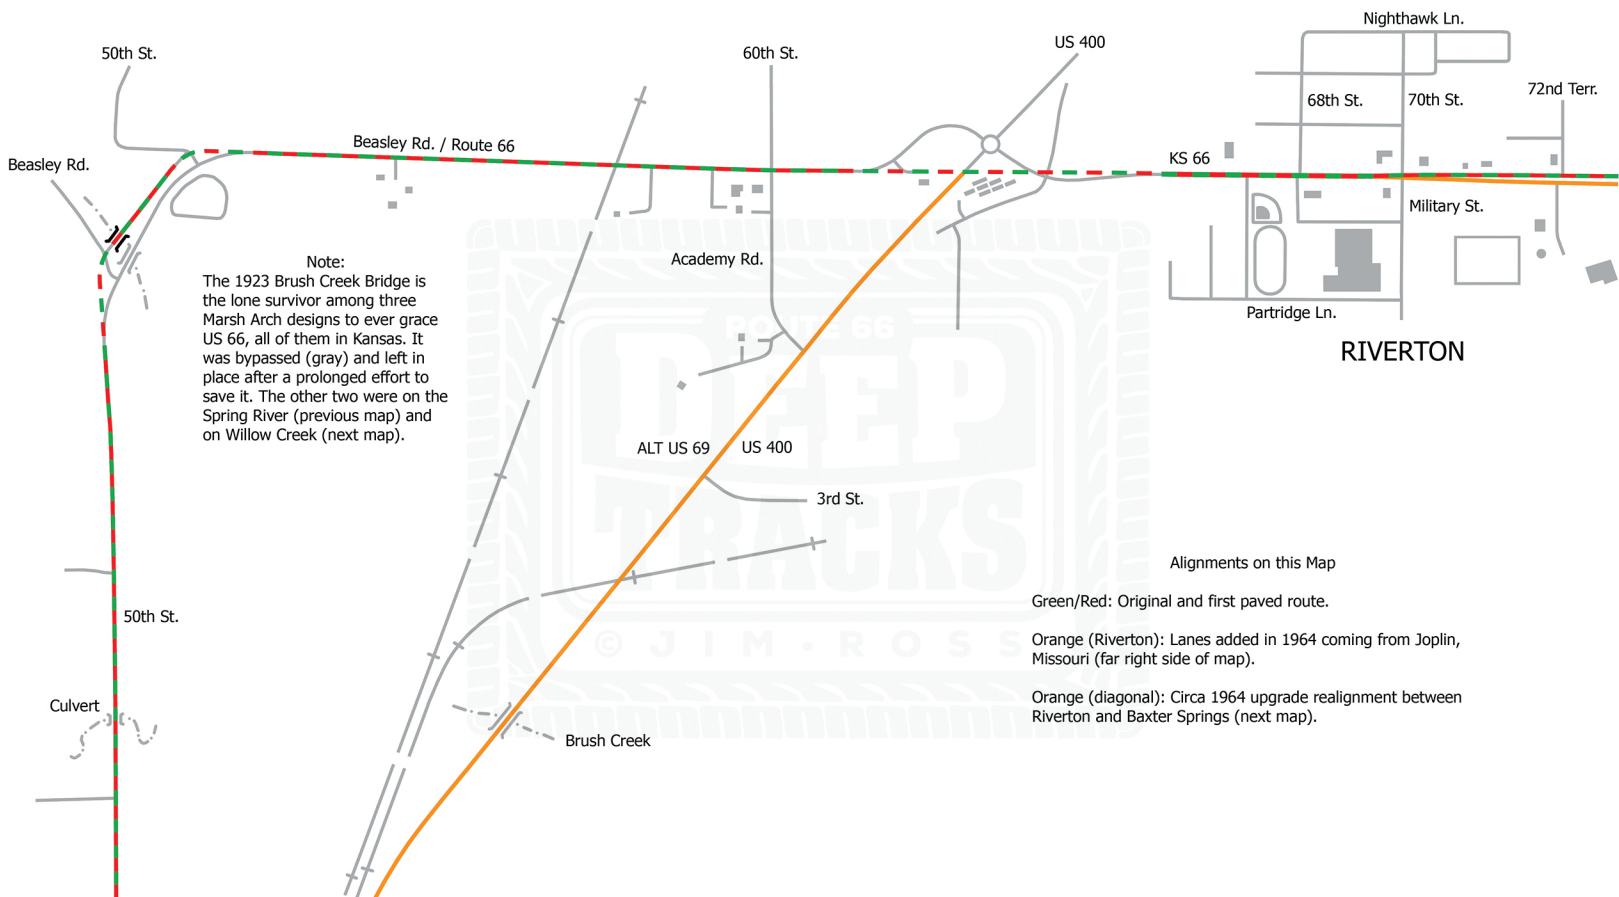 Nighthawk Ln.
50th St.
60th St.
US 400
68th St.
70th St.
72nd Terr.
Beasley Rd.
Beasley Rd. / Route 66
KS 66
Military St.
Academy Rd.
Partridge Ln.
RIVERTON
Note:
The 1923 Brush Creek Bridge is
the lone survivor among three
Marsh Arch designs to ever grace
US 66, all of them in Kansas. It
was bypassed (gray) and left in
place after a prolonged effort to
save it. The other two were on the
Spring River (previous map) and
on Willow Creek (next map).
ROUTE 66
DEEP
TRACKS
© JIM · ROSS
ALT US 69
US 400
3rd St.
50th St.
Culvert
Brush Creek
Alignments on this Map
Green/Red: Original and first paved route.
Orange (Riverton): Lanes added in 1964 coming from Joplin,
Missouri (far right side of map).
Orange (diagonal): Circa 1964 upgrade realignment between
Riverton and Baxter Springs (next map).